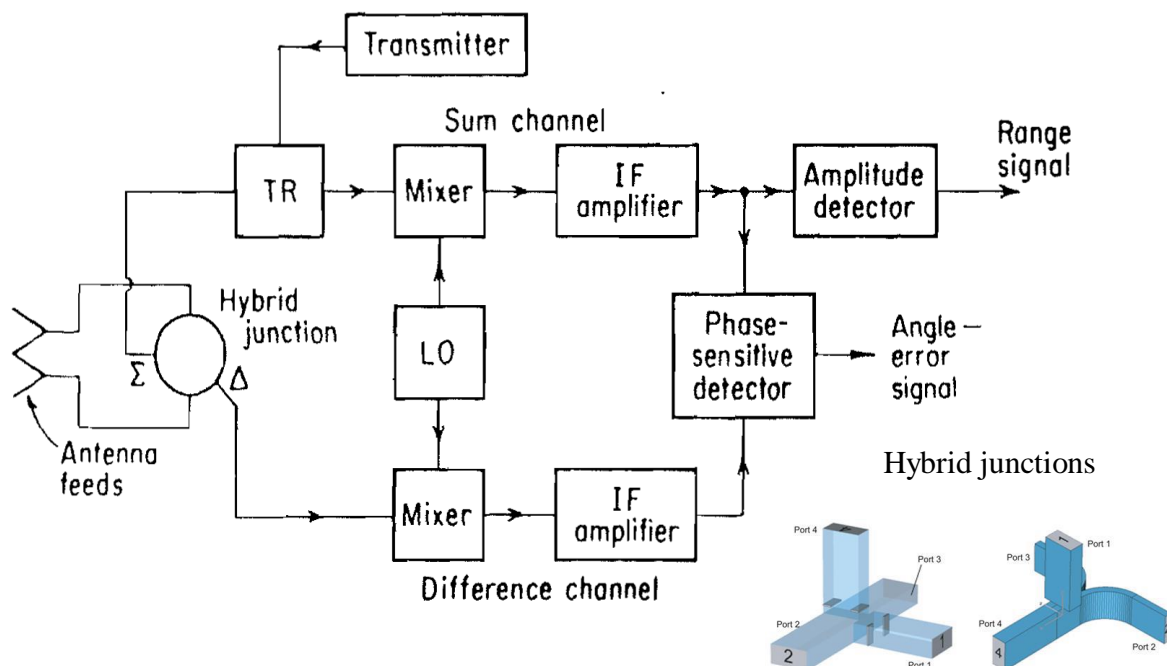 Transmitter
Sum channel
TR
Mixer
IF
amplifier
Amplitude
detector
Range
signal
Hybrid
junction
Σ
Δ
LO
Phase-
sensitive
detector
Angle-
error
signal
Antenna
feeds
Mixer
IF
amplifier
Difference channel
Hybrid junctions
Port 4
Port 3
Port 2
2
1
Port 1
1
Port 1
Port 3
Port 4
4
Port 2